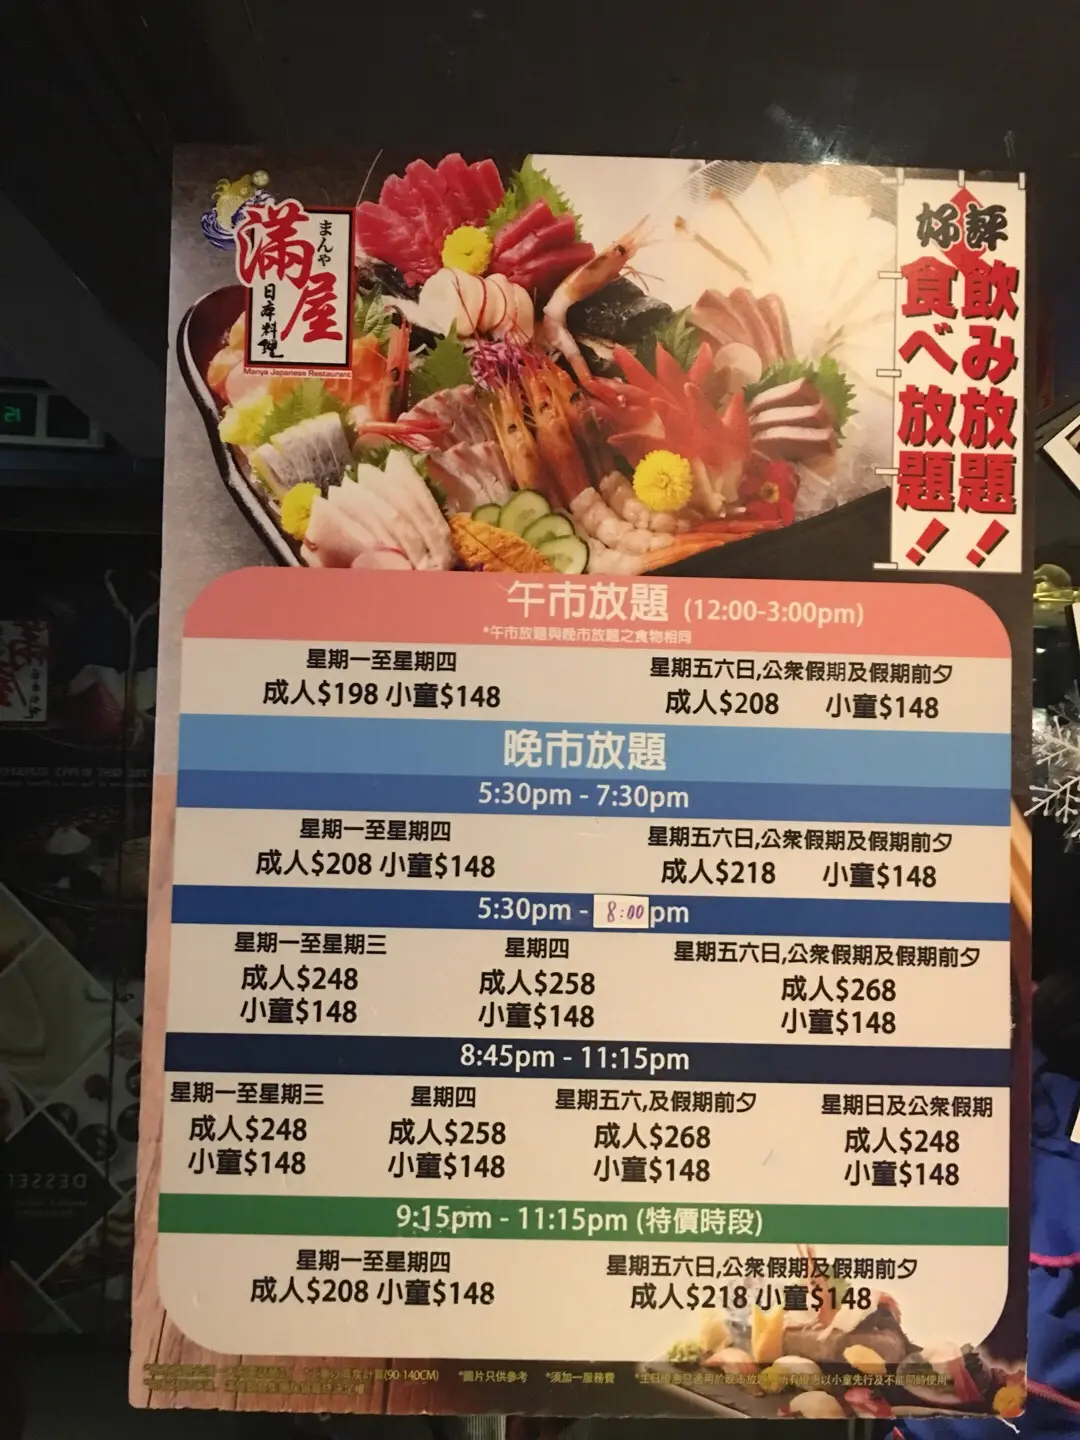 満屋
まんや
日本料理
Manya Japanese Restaurant
好評
飲み放題！
食べ放題！
午市放題 (12:00-3:00pm)
*午市放題與晚市放題之食物相同
星期一至星期四
成人$198 小童$148
星期五六日,公衆假期及假期前夕
成人$208 小童$148
晚市放題
5:30pm - 7:30pm
星期一至星期四
成人$208 小童$148
星期五六日,公衆假期及假期前夕
成人$218 小童$148
5:30pm - 8:00pm
星期一至星期三
成人$248
小童$148
星期四
成人$258
小童$148
星期五六日,公衆假期及假期前夕
成人$268
小童$148
8:45pm - 11:15pm
星期一至星期三
成人$248
小童$148
星期四
成人$258
小童$148
星期五六,及假期前夕
成人$268
小童$148
星期日及公衆假期
成人$248
小童$148
9:15pm - 11:15pm (特價時段)
星期一至星期四
成人$208 小童$148
星期五六日,公衆假期及假期前夕
成人$218 小童$148
計算(90-140CM) *圖片只供參考 *須加一服務費
DESSERT